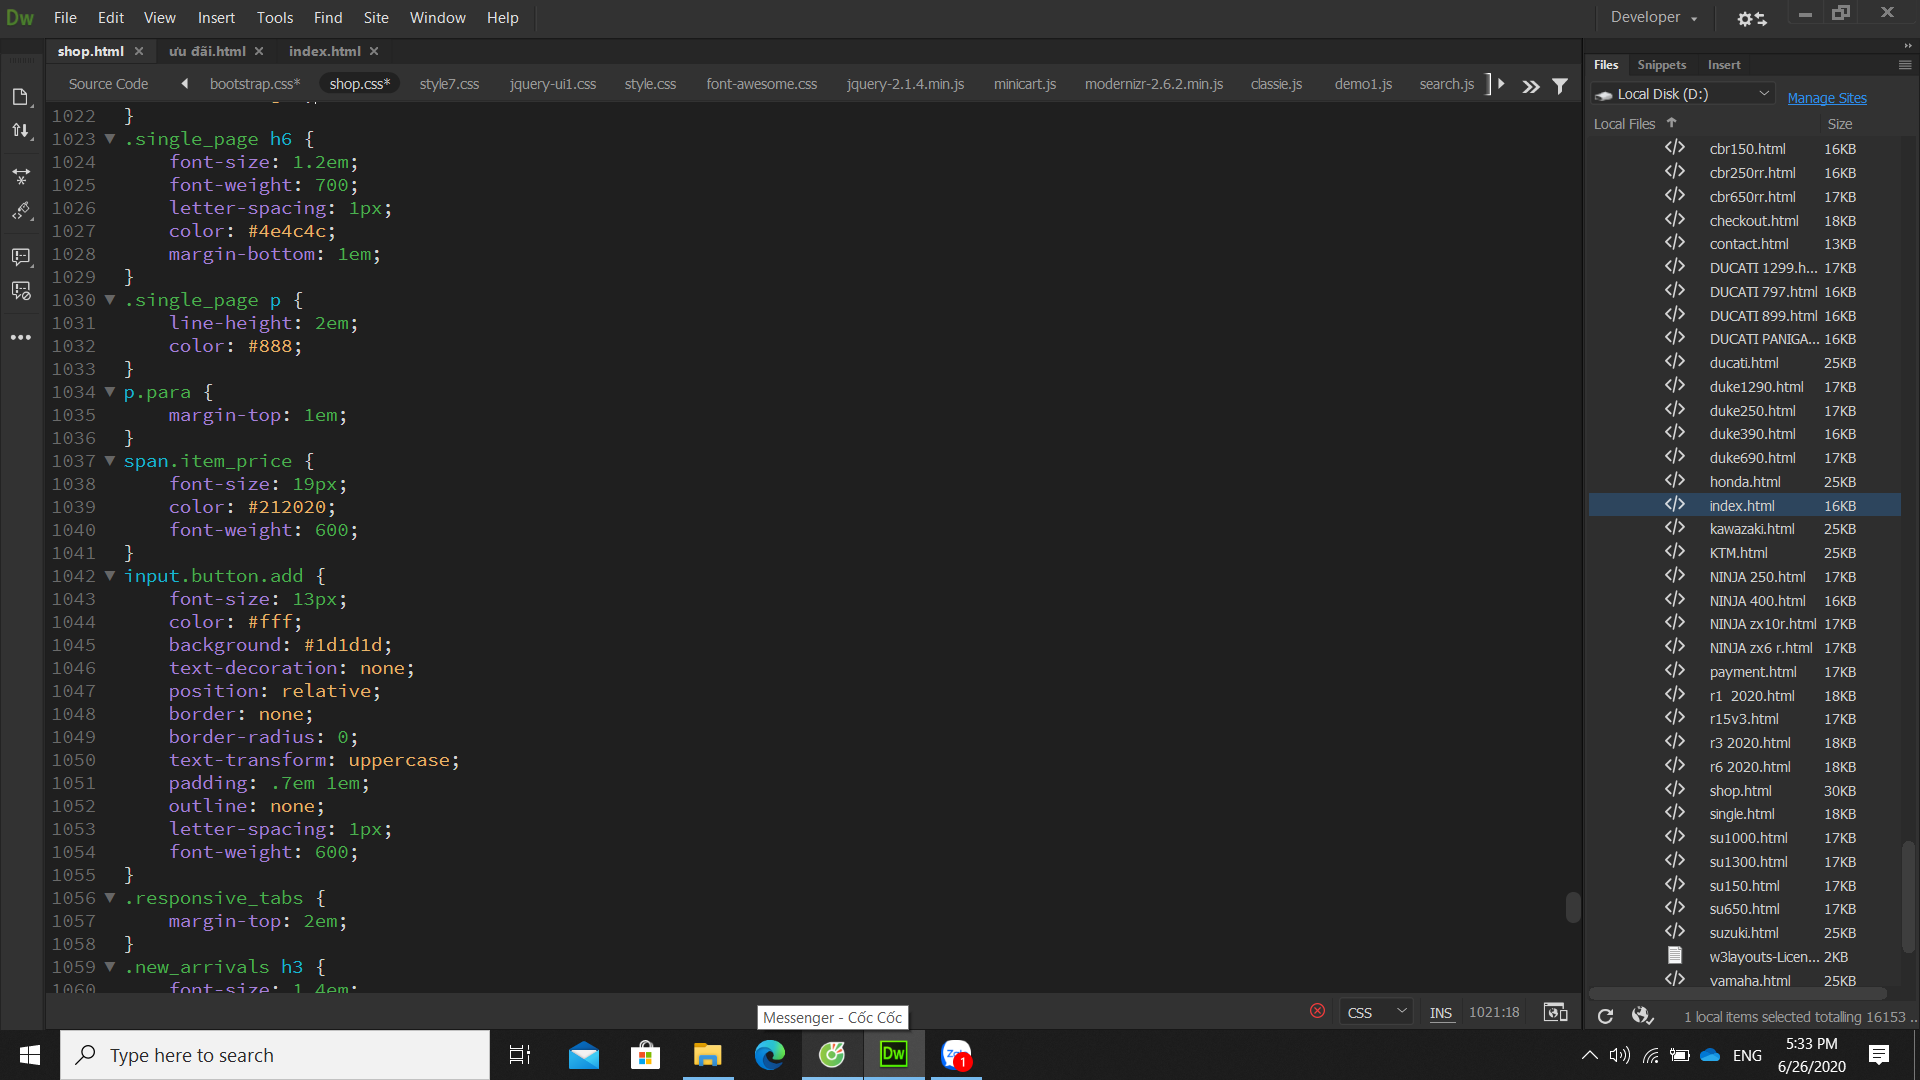 Dw File Edit View Insert Tools Find Site Window Help Developer
shop.html ưu đãi.html index.html
Source Code bootstrap.css* shop.css* style7.css jquery-ui1.css style.css font-awesome.css jquery-2.1.4.min.js minicart.js modernizr-2.6.2.min.js classie.js demo1.js search.js
1022 }
1023 .single_page h6 {
1024 font-size: 1.2em;
1025 font-weight: 700;
1026 letter-spacing: 1px;
1027 color: #4e4c4c;
1028 margin-bottom: 1em;
1029 }
1030 .single_page p {
1031 line-height: 2em;
1032 color: #888;
1033 }
1034 p.para {
1035 margin-top: 1em;
1036 }
1037 span.item_price {
1038 font-size: 19px;
1039 color: #212020;
1040 font-weight: 600;
1041 }
1042 input.button.add {
1043 font-size: 13px;
1044 color: #fff;
1045 background: #1d1d1d;
1046 text-decoration: none;
1047 position: relative;
1048 border: none;
1049 border-radius: 0;
1050 text-transform: uppercase;
1051 padding: .7em 1em;
1052 outline: none;
1053 letter-spacing: 1px;
1054 font-weight: 600;
1055 }
1056 .responsive_tabs {
1057 margin-top: 2em;
1058 }
1059 .new_arrivals h3 {
1060 font-size: 1.4em;
CSS INS 1021:18
Files Snippets Insert
Local Disk (D:) Manage Sites
Local Files Size
cbr150.html 16KB
cbr250rr.html 16KB
cbr650rr.html 17KB
checkout.html 18KB
contact.html 13KB
DUCATI 1299.h... 17KB
DUCATI 797.html 16KB
DUCATI 899.html 16KB
DUCATI PANIGA... 16KB
ducati.html 25KB
duke1290.html 17KB
duke250.html 17KB
duke390.html 16KB
duke690.html 17KB
honda.html 25KB
index.html 16KB
kawazaki.html 25KB
KTM.html 25KB
NINJA 250.html 17KB
NINJA 400.html 16KB
NINJA zx10r.html 17KB
NINJA zx6 r.html 17KB
payment.html 17KB
r1 2020.html 18KB
r15v3.html 17KB
r3 2020.html 18KB
r6 2020.html 18KB
shop.html 30KB
single.html 18KB
su1000.html 17KB
su1300.html 17KB
su150.html 17KB
su650.html 17KB
suzuki.html 25KB
w3layouts-Licen... 2KB
yamaha.html 25KB
1 local items selected totalling 16153 ..
Messenger - Cốc Cốc
Type here to search
Dw
1
ENG
5:33 PM
6/26/2020